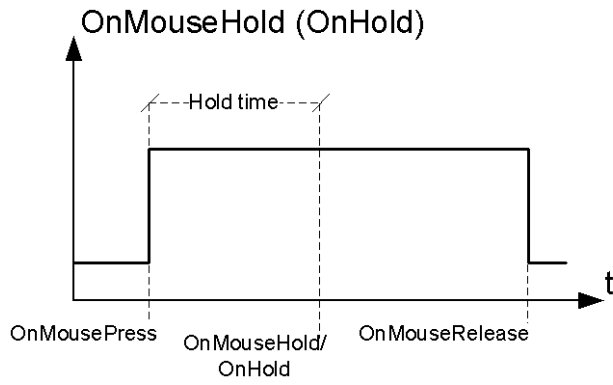 OnMouseHold (OnHold)
Hold time
t
OnMousePress
OnMouseHold/
OnHold
OnMouseRelease